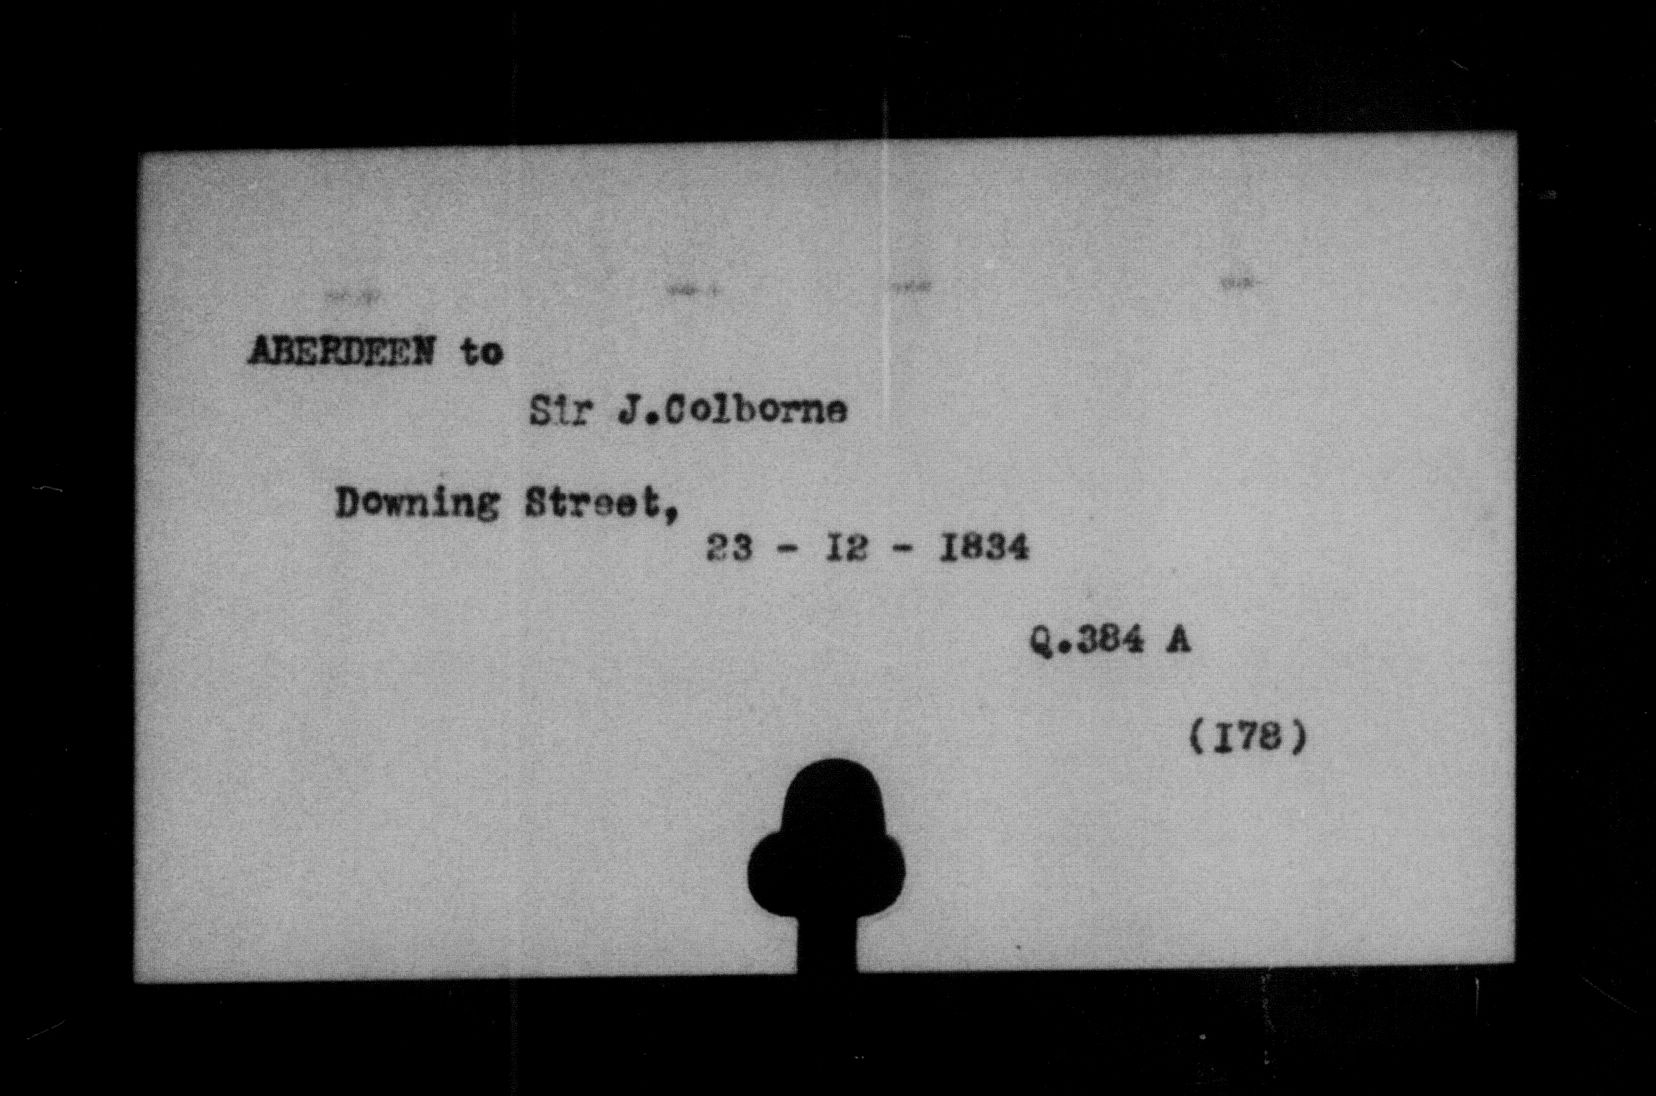 ABERDEEN to
Sir J.Colborne
Downing Street,
23 - I2 - I834
Q.384 A
(I78)